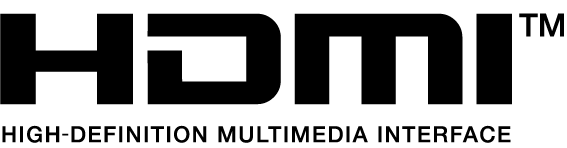 HDMI™
HIGH-DEFINITION MULTIMEDIA INTERFACE